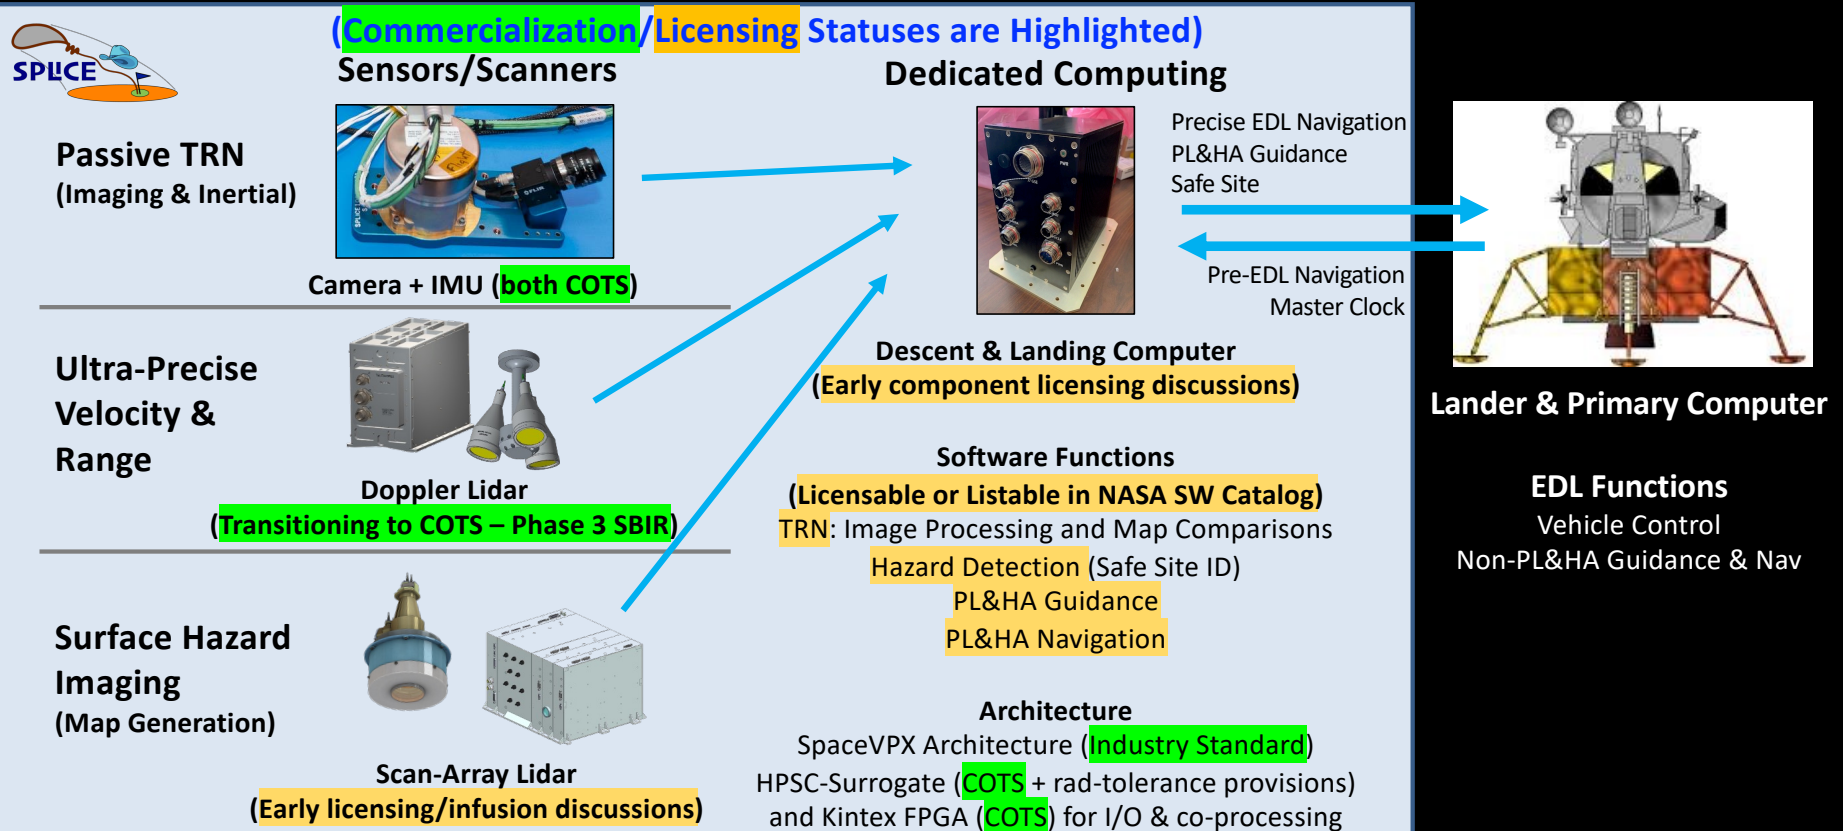 (Commercialization/Licensing Statuses are Highlighted)
SPLICE
Sensors/Scanners
Passive TRN
(Imaging & Inertial)
FLIR
SPLICE
Camera + IMU (both COTS)
Ultra-Precise
Velocity &
Range
Doppler Lidar
(Transitioning to COTS – Phase 3 SBIR)
Surface Hazard
Imaging
(Map Generation)
Scan-Array Lidar
(Early licensing/infusion discussions)
Dedicated Computing
Descent & Landing Computer
(Early component licensing discussions)
Software Functions
(Licensable or Listable in NASA SW Catalog)
TRN: Image Processing and Map Comparisons
Hazard Detection (Safe Site ID)
PL&HA Guidance
PL&HA Navigation
Architecture
SpaceVPX Architecture (Industry Standard)
HPSC-Surrogate (COTS + rad-tolerance provisions)
and Kintex FPGA (COTS) for I/O & co-processing
Precise EDL Navigation
PL&HA Guidance
Safe Site
Pre-EDL Navigation
Master Clock
Lander & Primary Computer
EDL Functions
Vehicle Control
Non-PL&HA Guidance & Nav